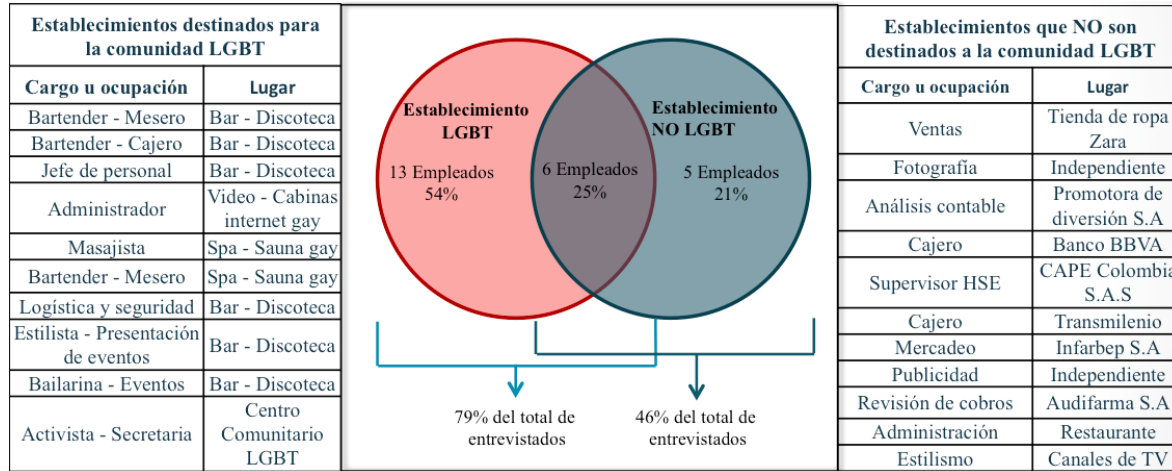 Establecimientos destinados para
la comunidad LGBT
Cargo u ocupación Lugar
Bartender - Mesero Bar - Discoteca
Bartender - Cajero Bar - Discoteca
Jefe de personal Bar - Discoteca
Administrador Video - Cabinas
internet gay
Masajista Spa - Sauna gay
Bartender - Mesero Spa - Sauna gay
Logística y seguridad Bar - Discoteca
Estilista - Presentación
de eventos Bar - Discoteca
Bailarina - Eventos Bar - Discoteca
Activista - Secretaria Centro
Comunitario
LGBT
Establecimiento
LGBT
13 Empleados
54%
6 Empleados
25%
Establecimiento
NO LGBT
5 Empleados
21%
79% del total de
entrevistados
46% del total de
entrevistados
Establecimientos que NO son
destinados a la comunidad LGBT
Cargo u ocupación Lugar
Ventas Tienda de ropa
Zara
Fotografía Independiente
Análisis contable Promotora de
diversión S.A
Cajero Banco BBVA
Supervisor HSE CAPE Colombia
S.A.S
Cajero Transmilenio
Mercadeo Infarbep S.A
Publicidad Independiente
Revisión de cobros Audifarma S.A
Administración Restaurante
Estilismo Canales de TV